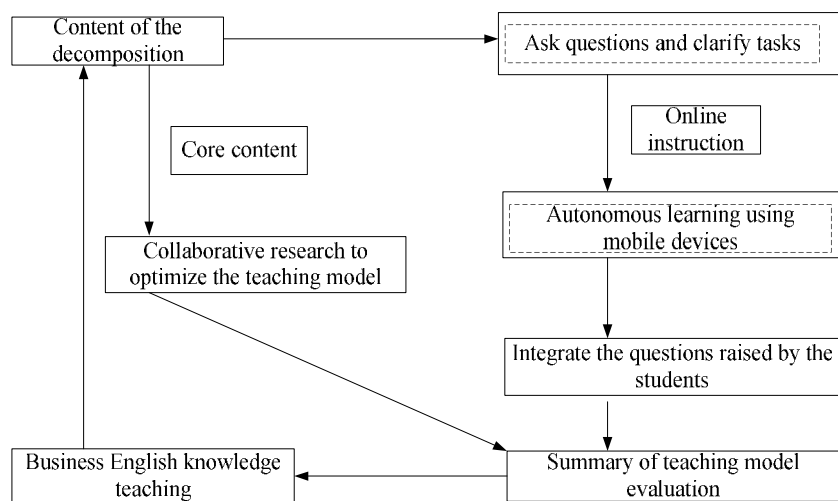 Content of the
decomposition
Ask questions and clarify tasks
Online
instruction
Core content
Autonomous learning using
mobile devices
Collaborative research to
optimize the teaching model
Integrate the questions raised by the
students
Business English knowledge
teaching
Summary of teaching model
evaluation